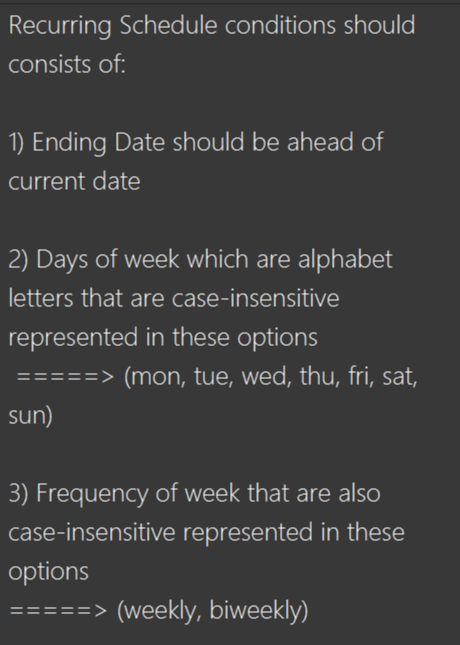 Recurring Schedule conditions should
consists of:
1) Ending Date should be ahead of
current date
2) Days of week which are alphabet
letters that are case-insensitive
represented in these options
=====> (mon, tue, wed, thu, fri, sat,
sun)
3) Frequency of week that are also
case-insensitive represented in these
options
=====> (weekly, biweekly)